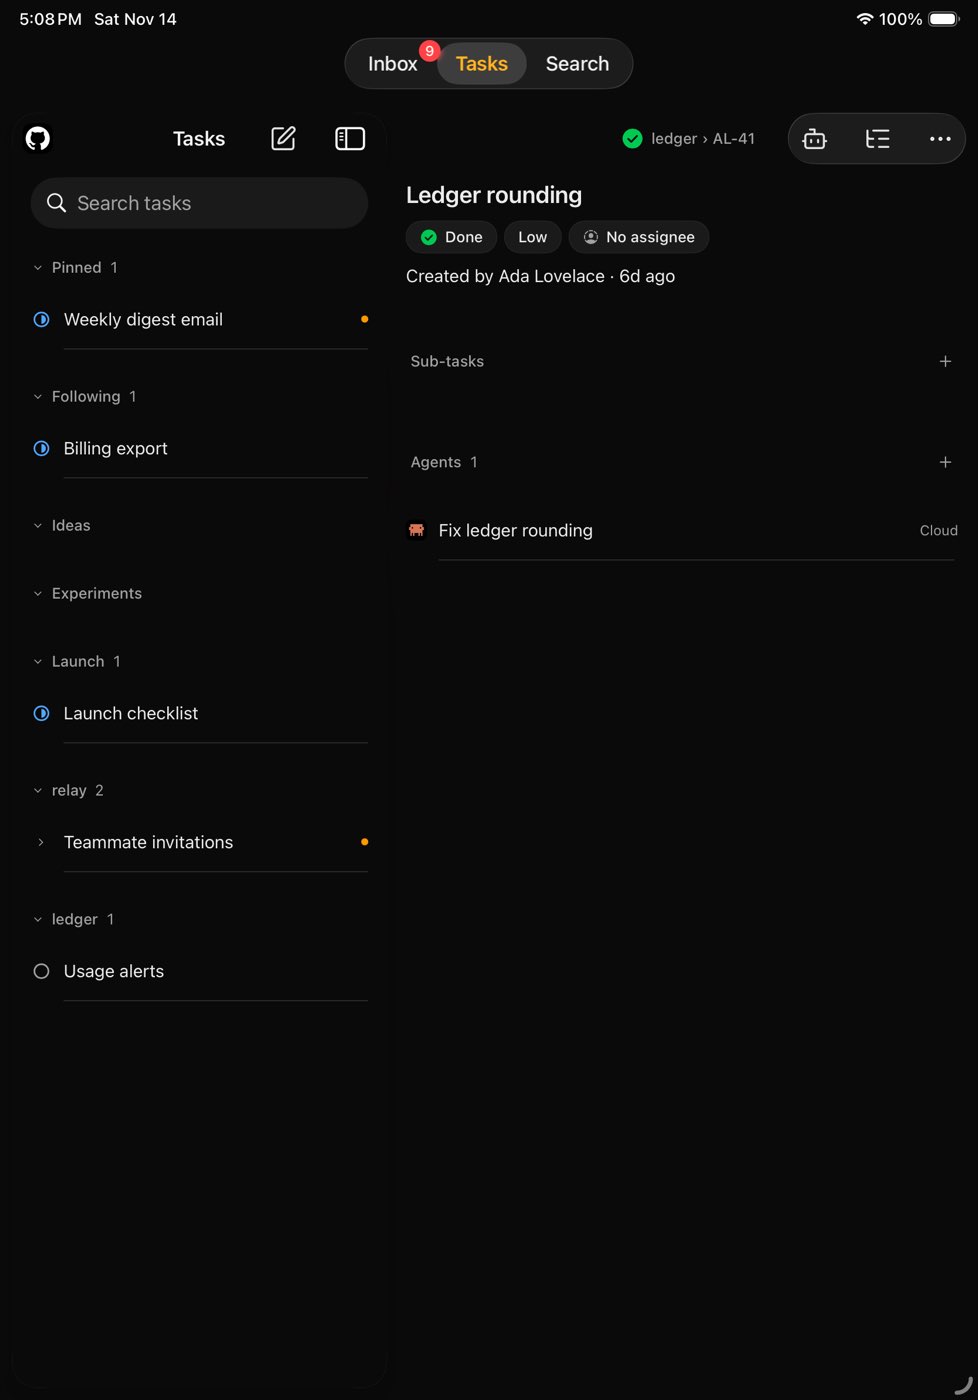 5:08 PM Sat Nov 14
100%
Inbox 9 Tasks Search
Tasks
Search tasks
Pinned 1
Weekly digest email
Following 1
Billing export
Ideas
Experiments
Launch 1
Launch checklist
relay 2
Teammate invitations
ledger 1
Usage alerts
ledger › AL-41
Ledger rounding
Done Low No assignee
Created by Ada Lovelace · 6d ago
Sub-tasks
Agents 1
Fix ledger rounding Cloud